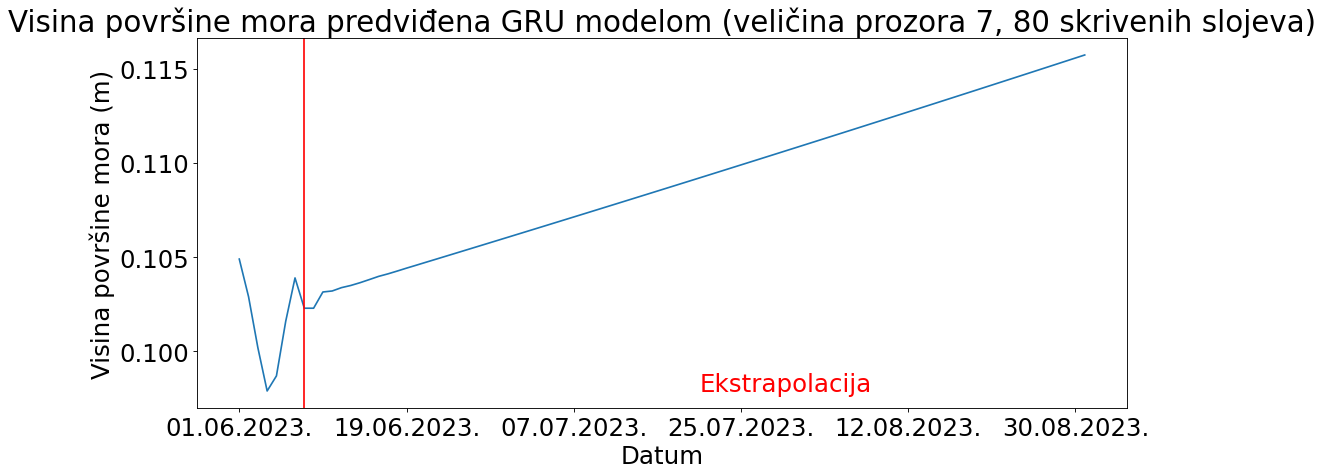 Visina površine mora predviđena GRU modelom (veličina prozora 7, 80 skrivenih slojeva)
Visina površine mora (m)
0.115
0.110
0.105
0.100
Ekstrapolacija
01.06.2023. 19.06.2023. 07.07.2023. 25.07.2023. 12.08.2023. 30.08.2023.
Datum